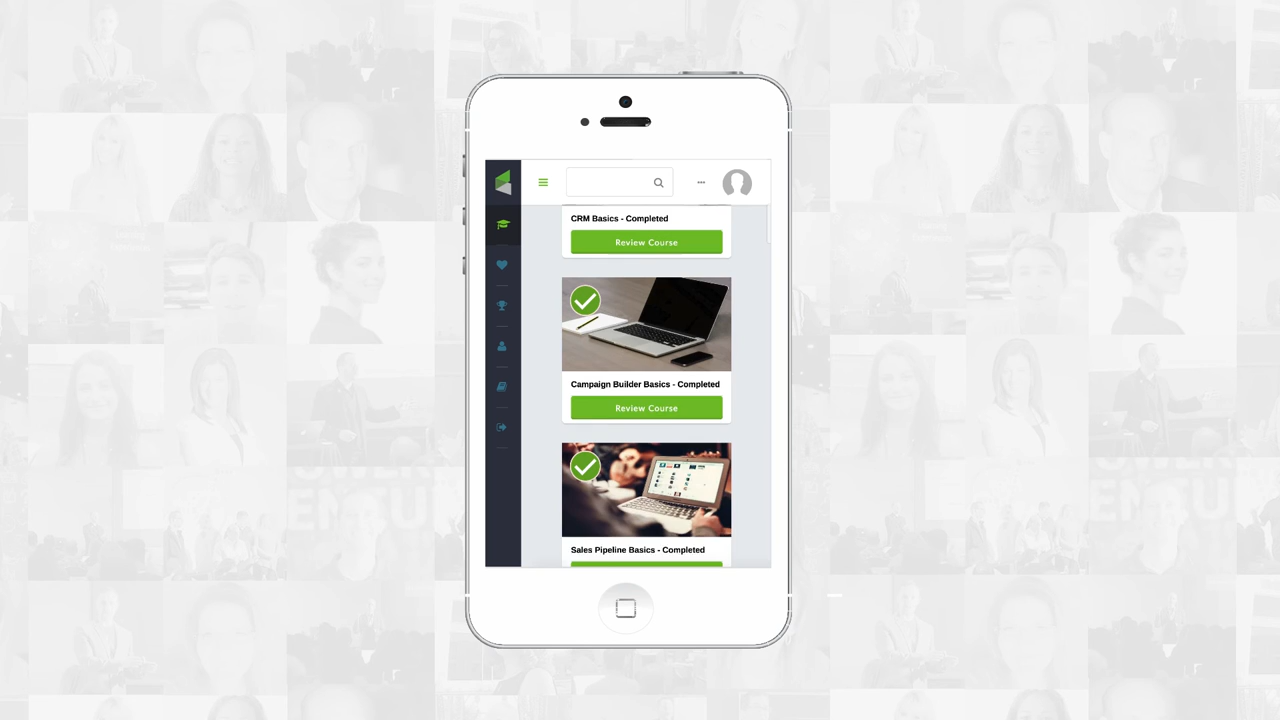 CRM Basics - Completed
Review Course
Campaign Builder Basics - Completed
Review Course
Sales Pipeline Basics - Completed